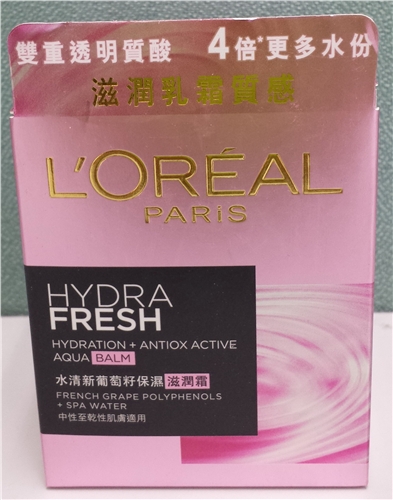 雙重透明質酸 4倍*更多水份
滋潤乳霜質感
L'ORÉAL
PARiS
HYDRA
FRESH
HYDRATION + ANTIOX ACTIVE
AQUA BALM
水清新葡萄籽保濕滋潤霜
FRENCH GRAPE POLYPHENOLS
+ SPA WATER
中性至乾性肌膚適用